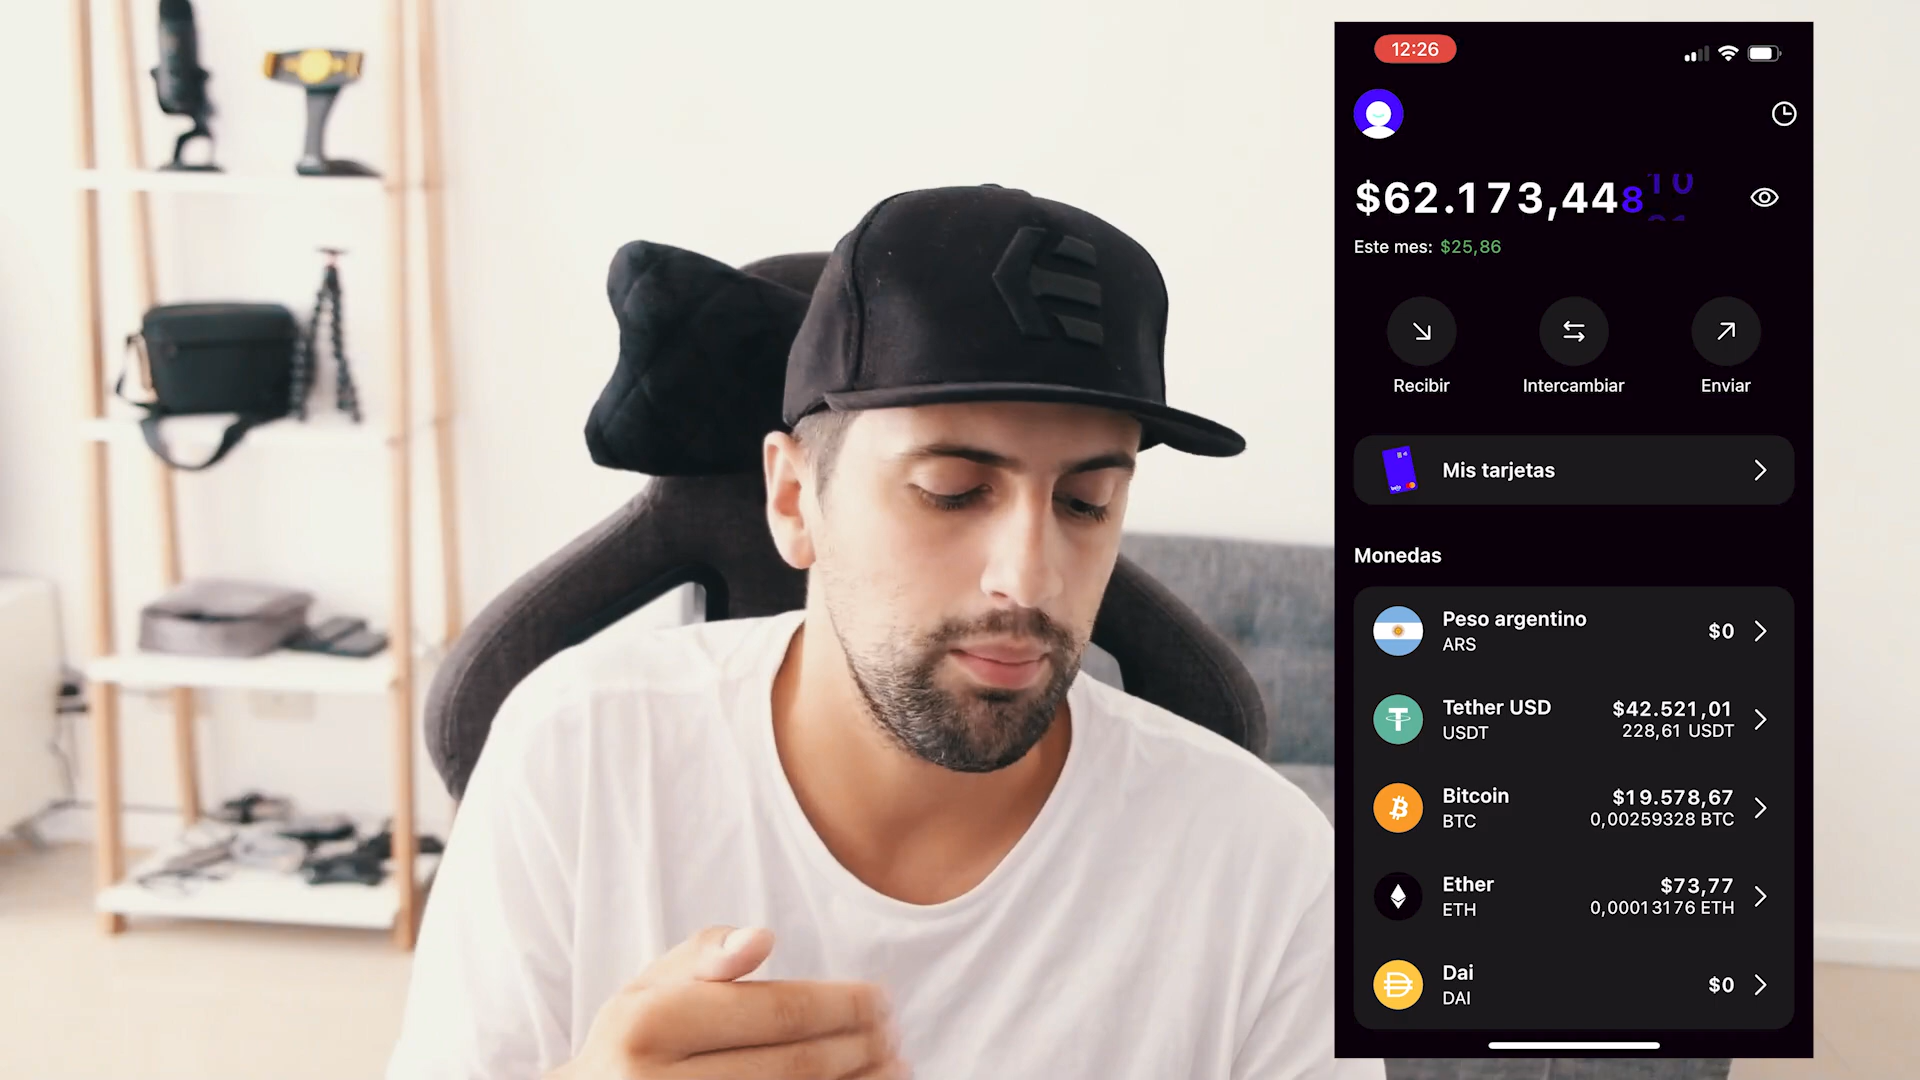 12:26
$62.173,448
Este mes: $25,86
Recibir
Intercambiar
Enviar
Mis tarjetas
Monedas
Peso argentino
ARS
$0
Tether USD
USDT
$42.521,01
228,61 USDT
Bitcoin
BTC
$19.578,67
0,00259328 BTC
Ether
ETH
$73,77
0,00013176 ETH
Dai
DAI
$0